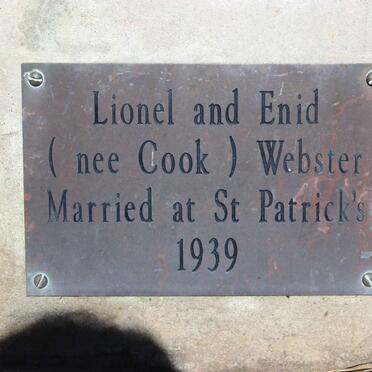 Lionel and Enid
( nee Cook ) Webster
Married at St Patrick's
1939